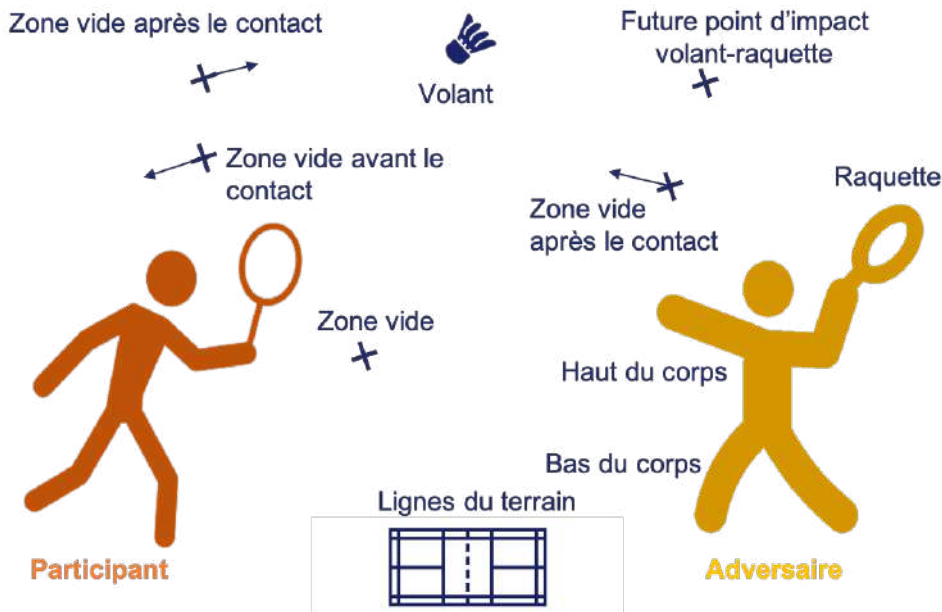 Zone vide après le contact
Volant
Future point d'impact
volant-raquette
Zone vide avant le
contact
Zone vide
après le contact
Raquette
Zone vide
Haut du corps
Bas du corps
Lignes du terrain
Participant
Adversaire